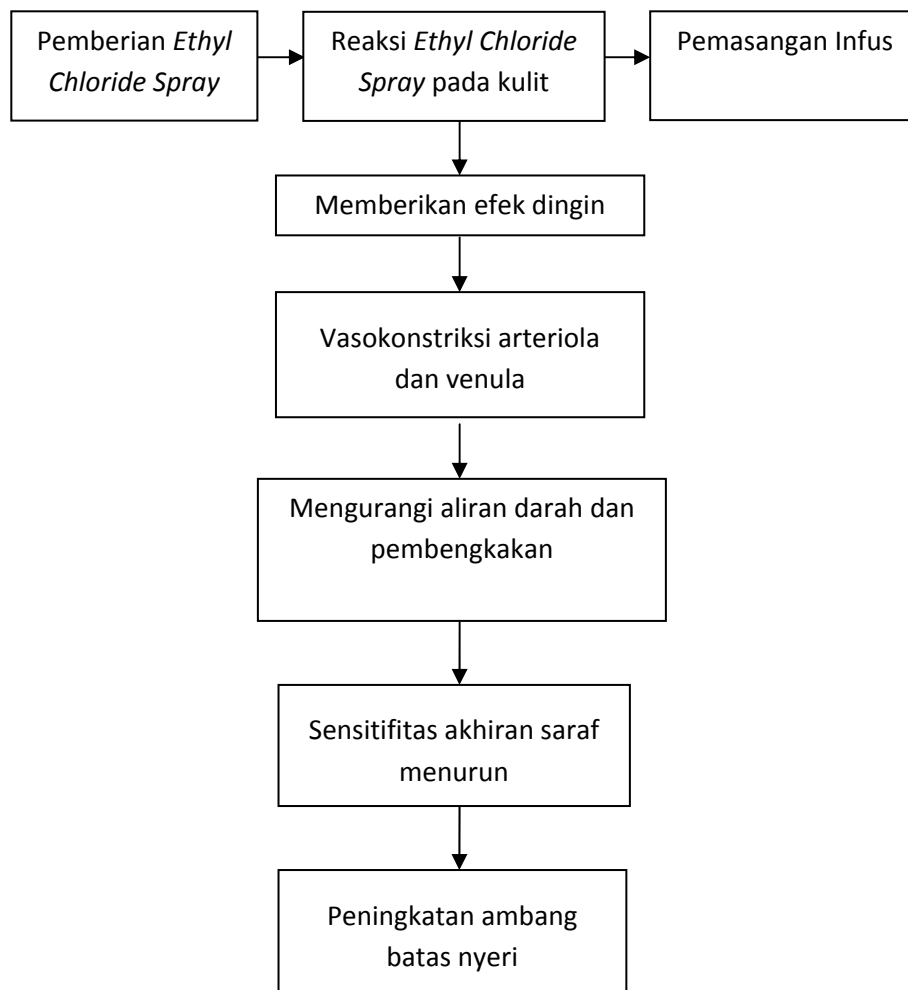 Pemberian Ethyl
Chloride Spray
Reaksi Ethyl Chloride
Spray pada kulit
Pemasangan Infus
Memberikan efek dingin
Vasokonstriksi arteriola
dan venula
Mengurangi aliran darah dan
pembengkakan
Sensitifitas akhiran saraf
menurun
Peningkatan ambang
batas nyeri